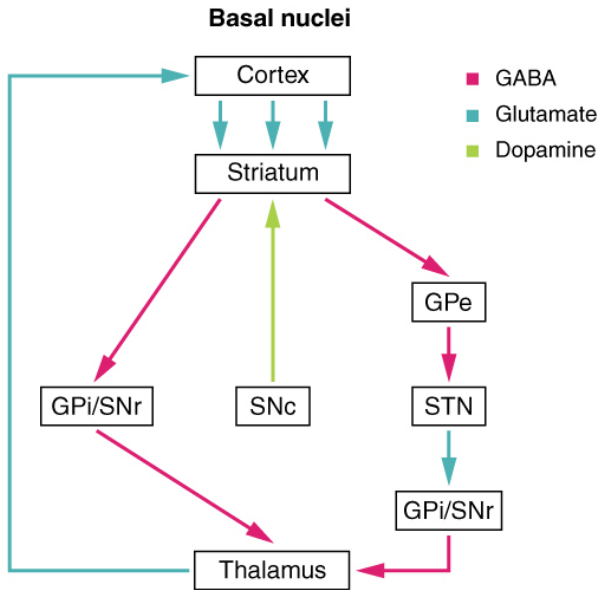 Basal nuclei
Cortex
GABA
Glutamate
Dopamine
Striatum
GPe
GPi/SNr
SNc
STN
GPi/SNr
Thalamus